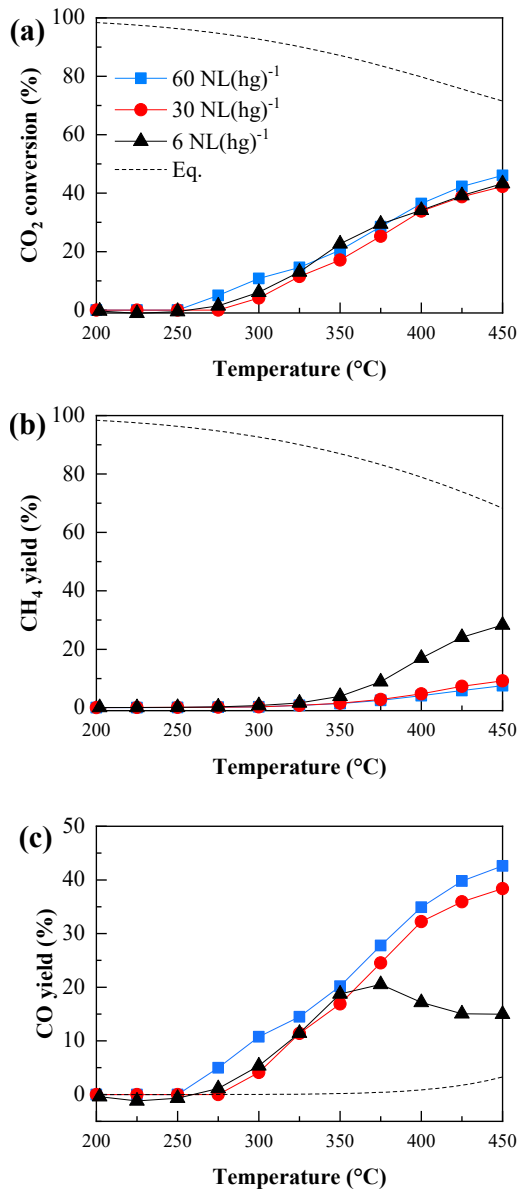 (a)
100
80
60
40
20
0
CO₂ conversion (%)
60 NL(hg)⁻¹
30 NL(hg)⁻¹
6 NL(hg)⁻¹
Eq.
200 250 300 350 400 450
Temperature (°C)
(b)
100
80
60
40
20
0
CH₄ yield (%)
200 250 300 350 400 450
Temperature (°C)
(c)
50
40
30
20
10
0
CO yield (%)
200 250 300 350 400 450
Temperature (°C)